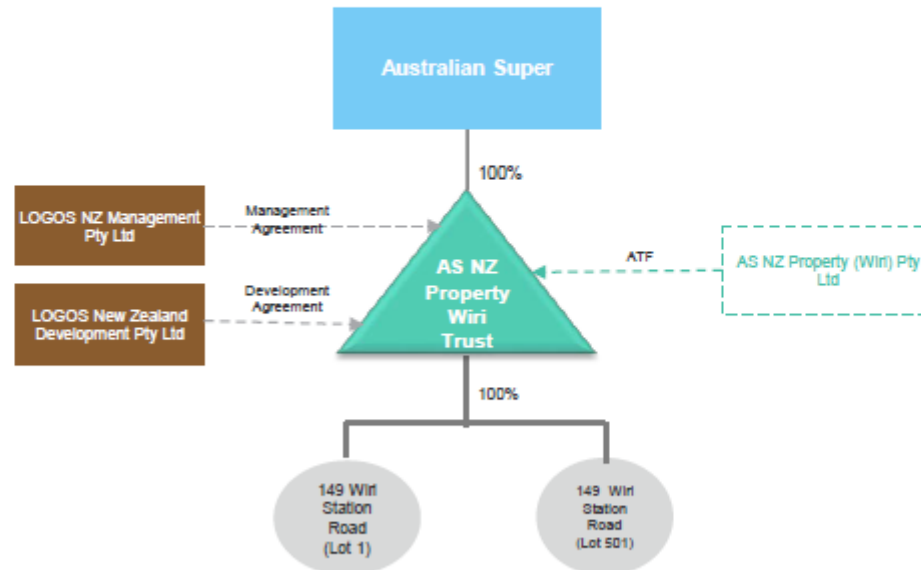 Australian Super
100%
LOGOS NZ Management
Pty Ltd
Management
Agreement
AS NZ
Property
Wiri
Trust
ATF
AS NZ Property (Wiri) Pty
Ltd
LOGOS New Zealand
Development Pty Ltd
Development
Agreement
100%
149 Wiri
Station
Road
(Lot 1)
149 Wiri
Station
Road
(Lot 501)